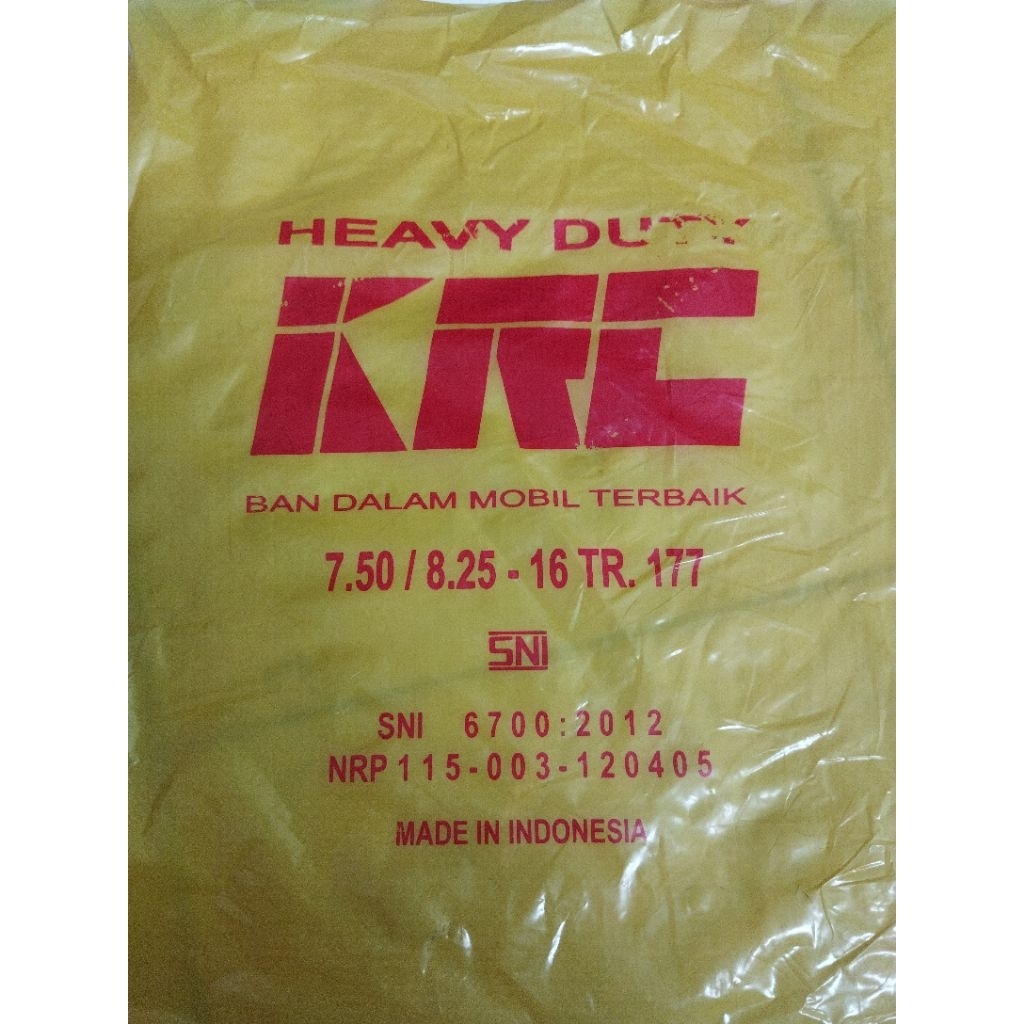 HEAVY DUTY
KRC
BAN DALAM MOBIL TERBAIK
7.50 / 8.25 - 16 TR. 177
SNI
SNI 6700:2012
NRP 115-003-120405
MADE IN INDONESIA